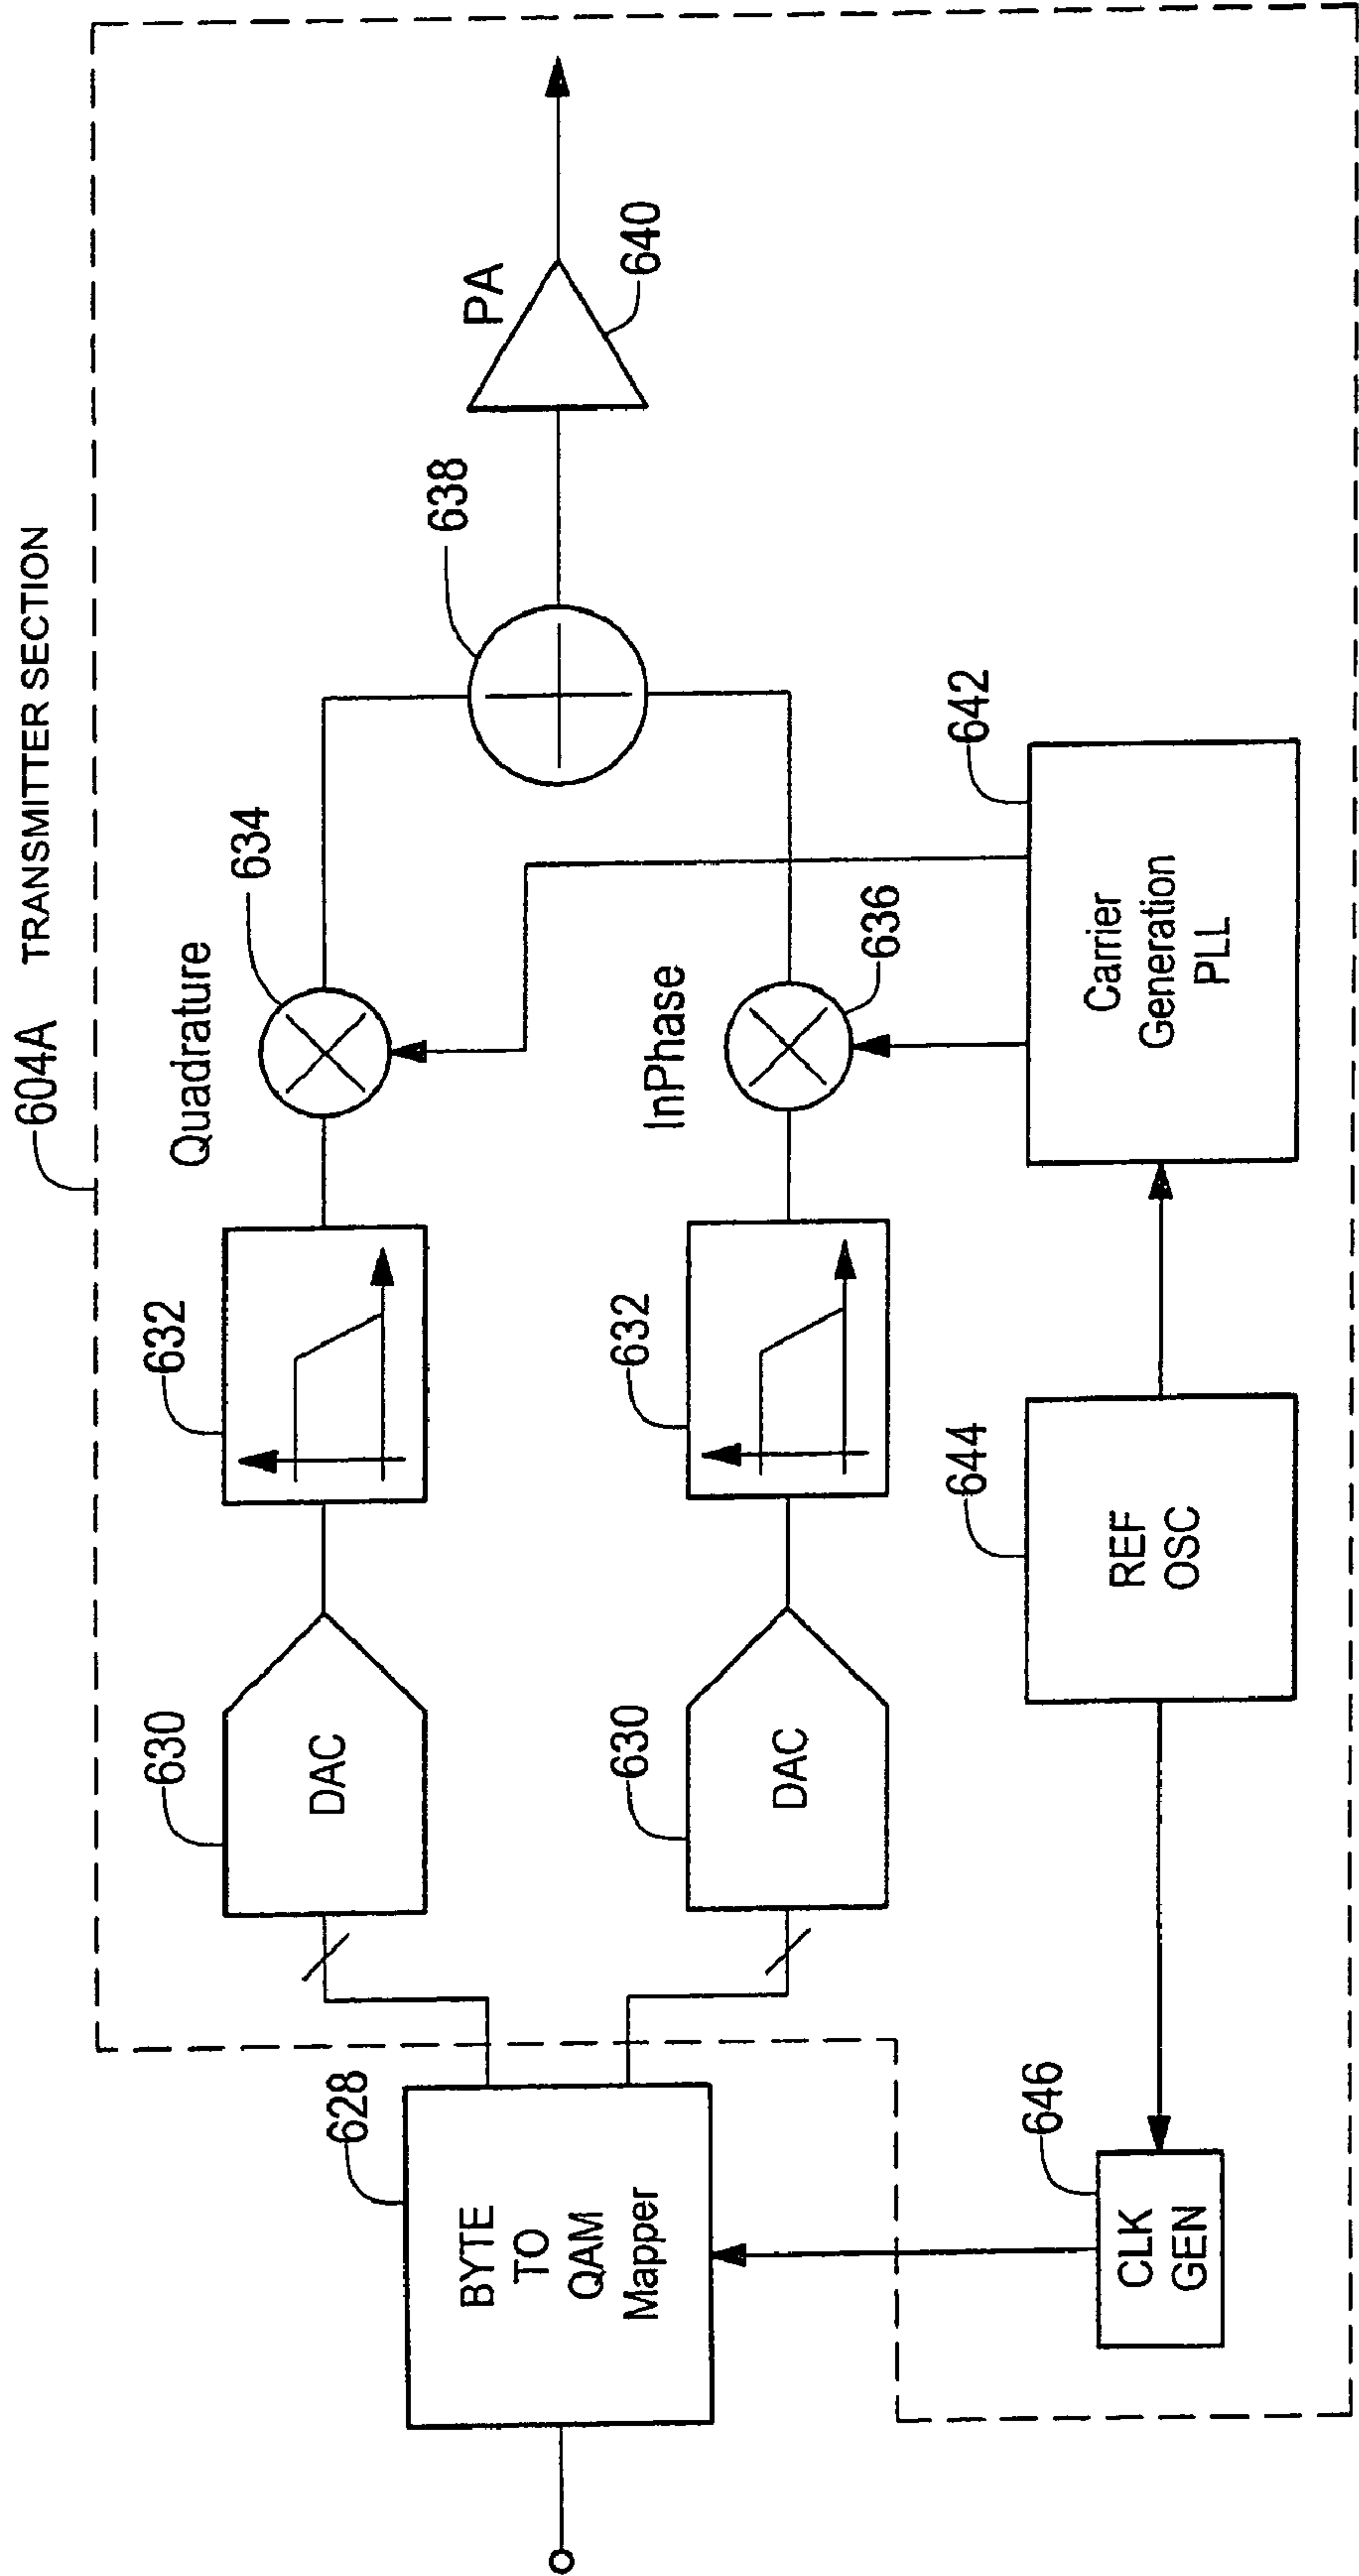 604A TRANSMITTER SECTION
Quadrature
634
638
PA
640
632
630
628
BYTE
TO
QAM
Mapper
DAC
InPhase
636
632
630
DAC
642
Carrier
Generation
PLL
644
REF
OSC
646
CLK
GEN